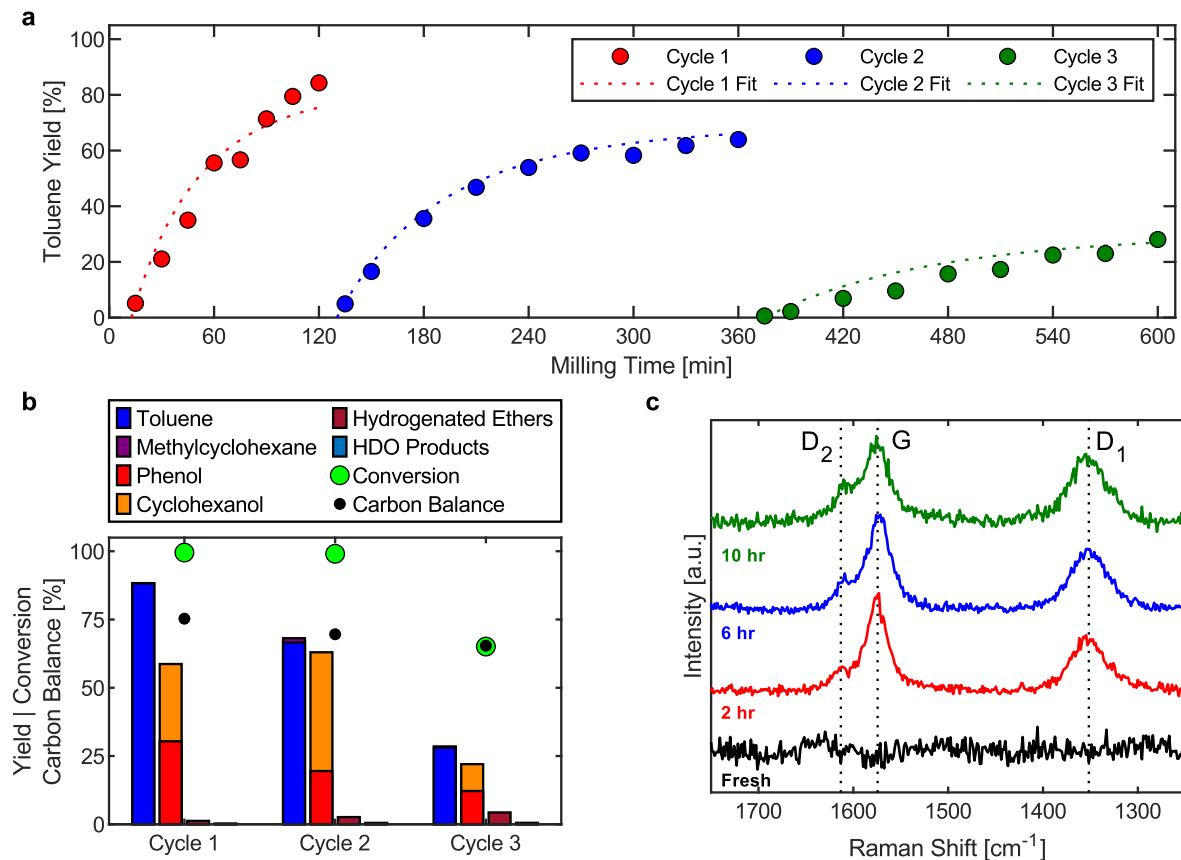 a
Toluene Yield [%]
100
80
60
40
20
0
Cycle 1 Cycle 2 Cycle 3
Cycle 1 Fit Cycle 2 Fit Cycle 3 Fit
0 60 120 180 240 300 360 420 480 540 600
Milling Time [min]
b
Toluene Hydrogenated Ethers
Methylcyclohexane HDO Products
Phenol Conversion
Cyclohexanol Carbon Balance
Yield | Conversion
Carbon Balance [%]
100
75
50
25
0
Cycle 1 Cycle 2 Cycle 3
c
D2 G D1
Intensity [a.u.]
10 hr
6 hr
2 hr
Fresh
1700 1600 1500 1400 1300
Raman Shift [cm-1]